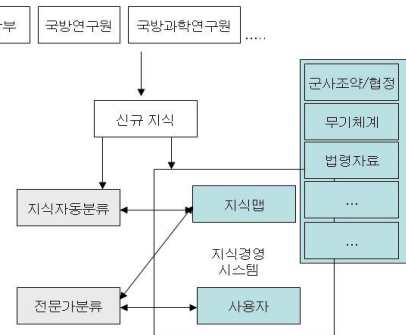 부
국방연구원
국방과학연구원
.....
군사조약/협정
신규 지식
무기체계
법령자료
지식자동분류
지식맵
...
지식경영
시스템
...
전문가분류
사용자